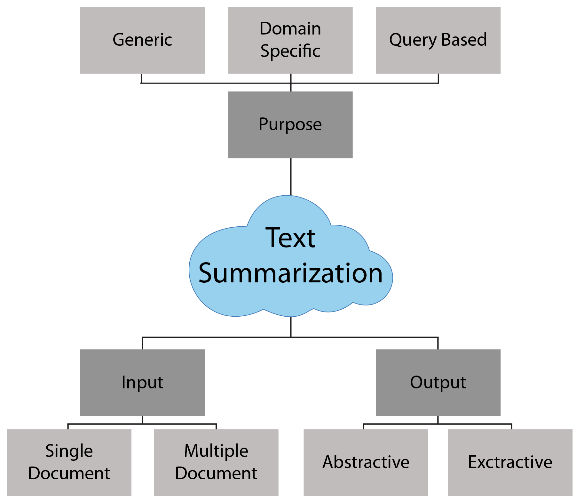 Generic
Domain
Specific
Query Based
Purpose
Text
Summarization
Input
Output
Single
Document
Multiple
Document
Abstractive
Exctractive